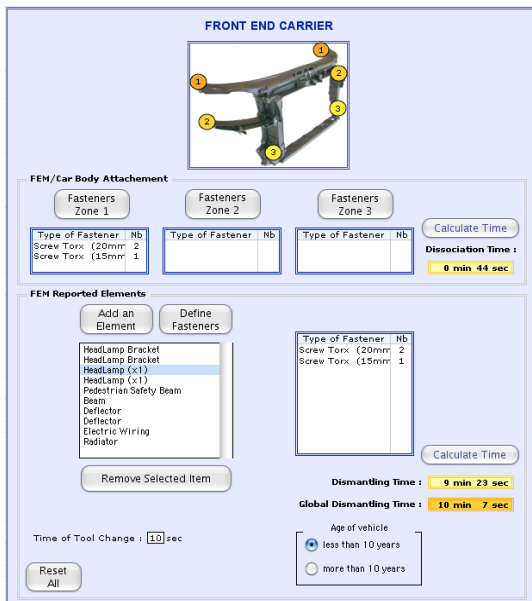 FRONT END CARRIER
1
1
2
2
3
3
FEM/Car Body Attachement
Fasteners Zone 1
Fasteners Zone 2
Fasteners Zone 3
Type of Fastener Nb
Screw Torx (20mm 2
Screw Torx (15mm 1
Type of Fastener Nb
Type of Fastener Nb
Calculate Time
Dissociation Time :
0 min 44 sec
FEM Reported Elements
Add an Element
Define Fasteners
HeadLamp Bracket
HeadLamp Bracket
HeadLamp (x1)
HeadLamp (x1)
Pedestrian Safety Beam
Beam
Deflector
Deflector
Electric Wiring
Radiator
Type of Fastener Nb
Screw Torx (20mm 2
Screw Torx (15mm 1
Remove Selected Item
Calculate Time
Dismantling Time : 9 min 23 sec
Global Dismantling Time : 10 min 7 sec
Time of Tool Change : 10 sec
Age of vehicle
less than 10 years
more than 10 years
Reset All